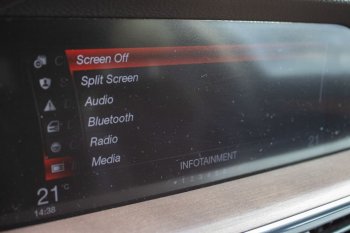 Screen Off
Split Screen
Audio
Bluetooth
Radio
Media
INFOTAINMENT
21°C
14:38